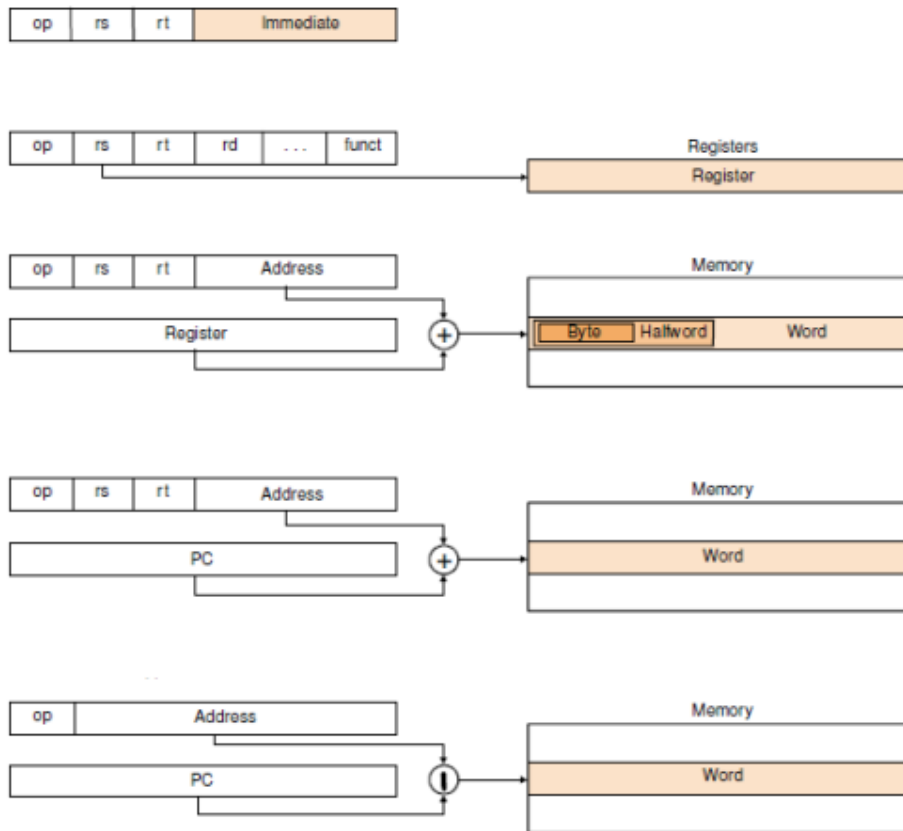 op rs rt Immediate
op rs rt rd ... funct
Registers
Register
op rs rt Address
Register
+
Memory
Byte Halfword Word
op rs rt Address
PC
+
Memory
Word
op Address
PC
Memory
Word